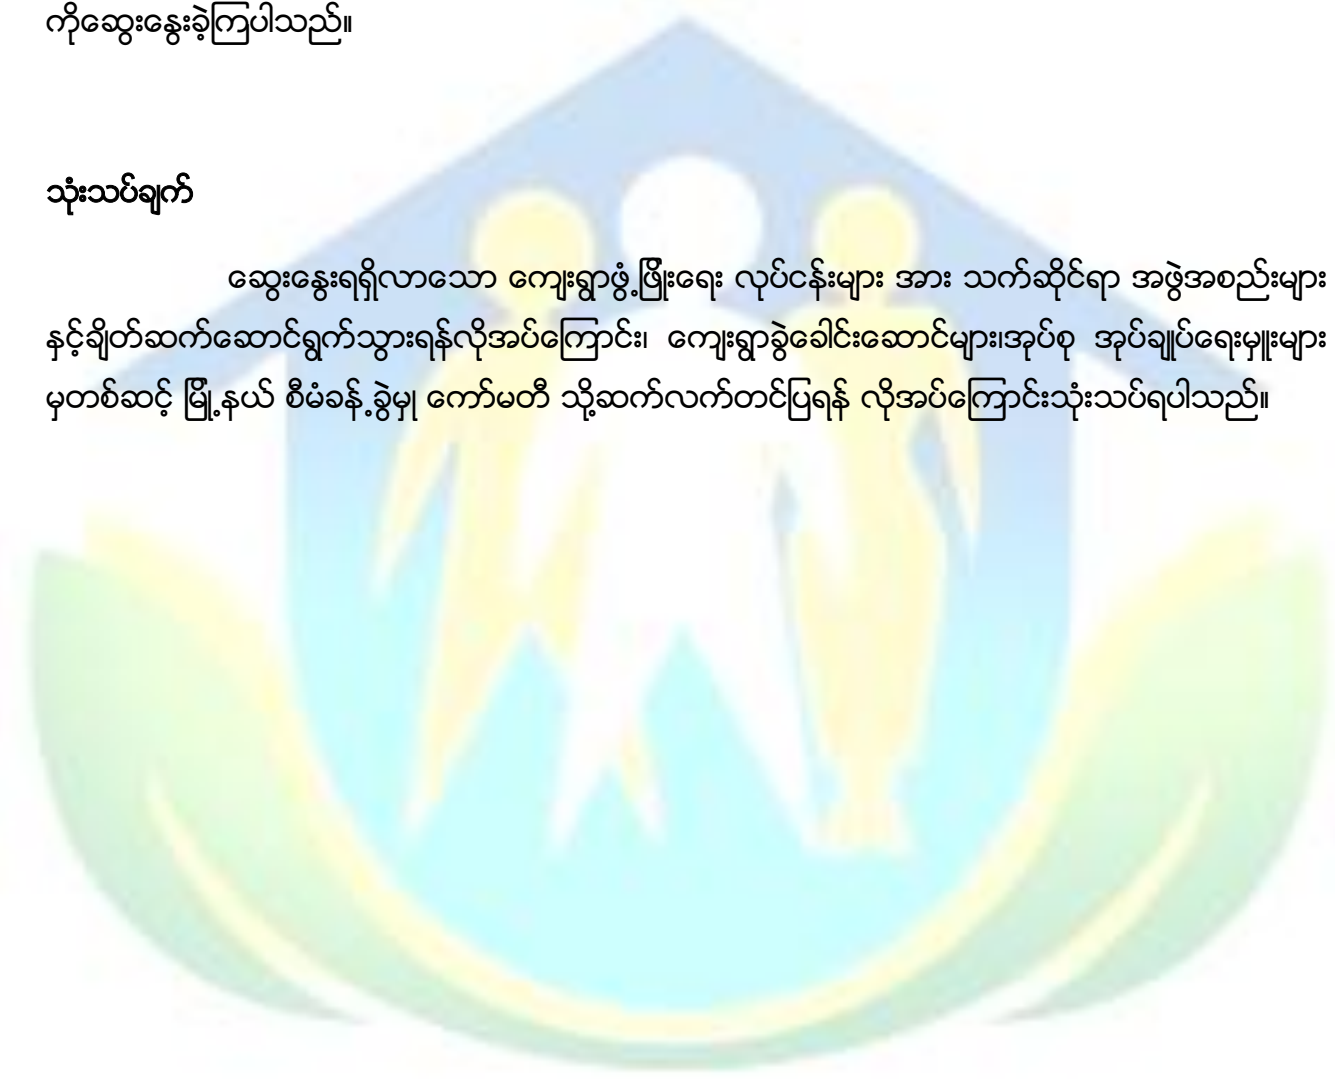 ကိုဆွေးနွေးခဲ့ကြပါသည်။
သုံးသပ်ချက်
ဆွေးနွေးရရှိလာသော ကျေးရွာဖွံ့ဖြိုးရေး လုပ်ငန်းများ အား သက်ဆိုင်ရာ အဖွဲ့အစည်းများ
နှင့်ချိတ်ဆက်ဆောင်ရွက်သွားရန်လိုအပ်ကြောင်း၊ ကျေးရွာခွဲခေါင်းဆောင်များ၊အုပ်စု အုပ်ချုပ်ရေးမှူးများ
မှတစ်ဆင့် မြို့နယ် စီမံခန့်ခွဲမှု ကော်မတီ သို့ဆက်လက်တင်ပြရန် လိုအပ်ကြောင်းသုံးသပ်ရပါသည်။